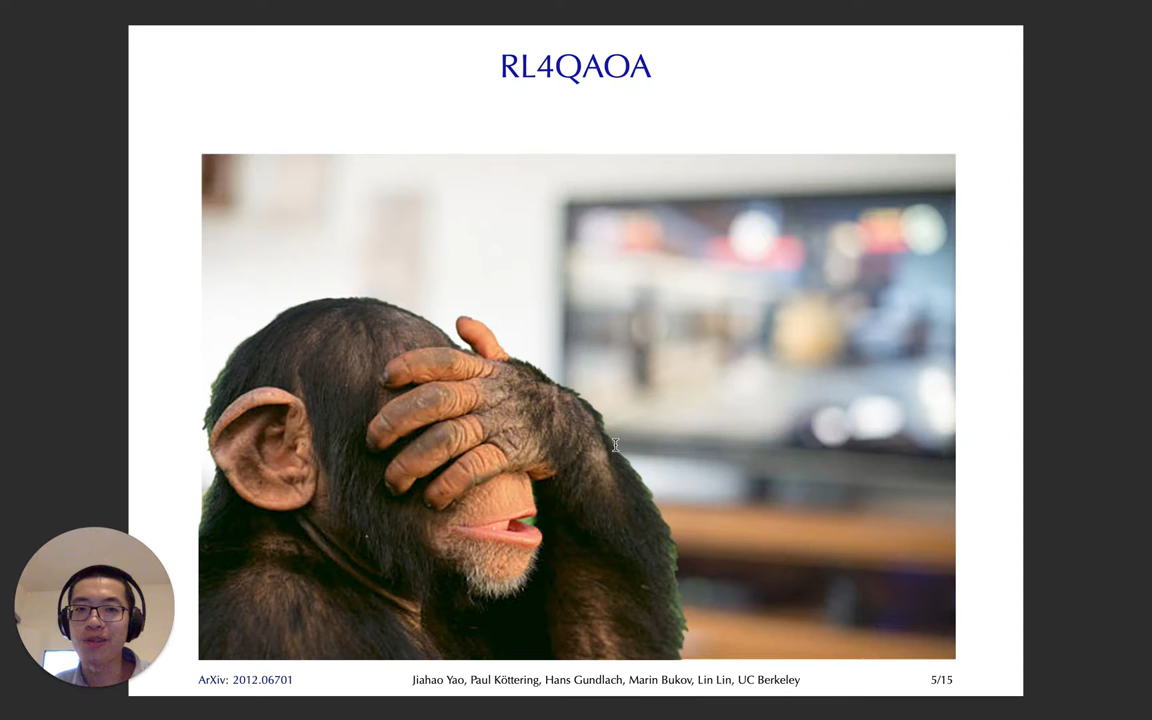 RL4QAOA
ArXiv: 2012.06701 Jiahao Yao, Paul Köttering, Hans Gundlach, Marin Bukov, Lin Lin, UC Berkeley 5/15